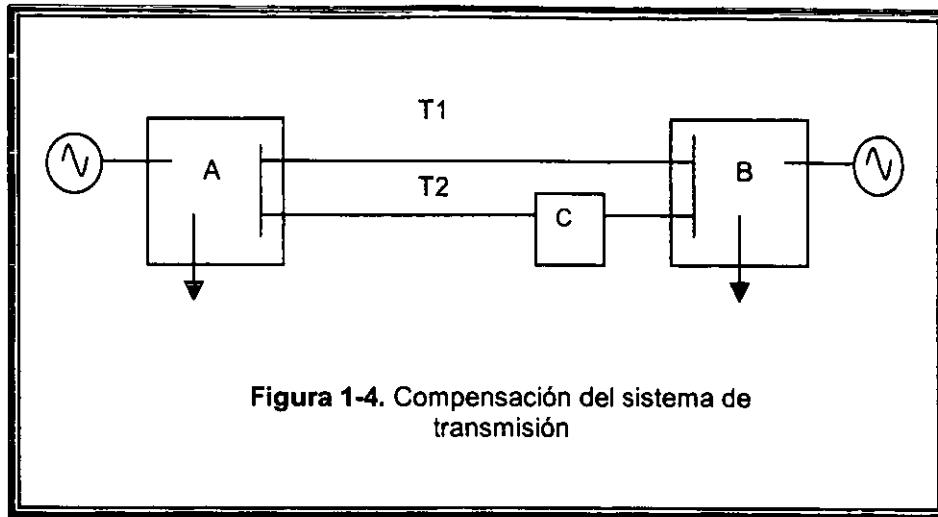 T1
A
B
T2
C
Figura 1-4. Compensación del sistema de
transmisión